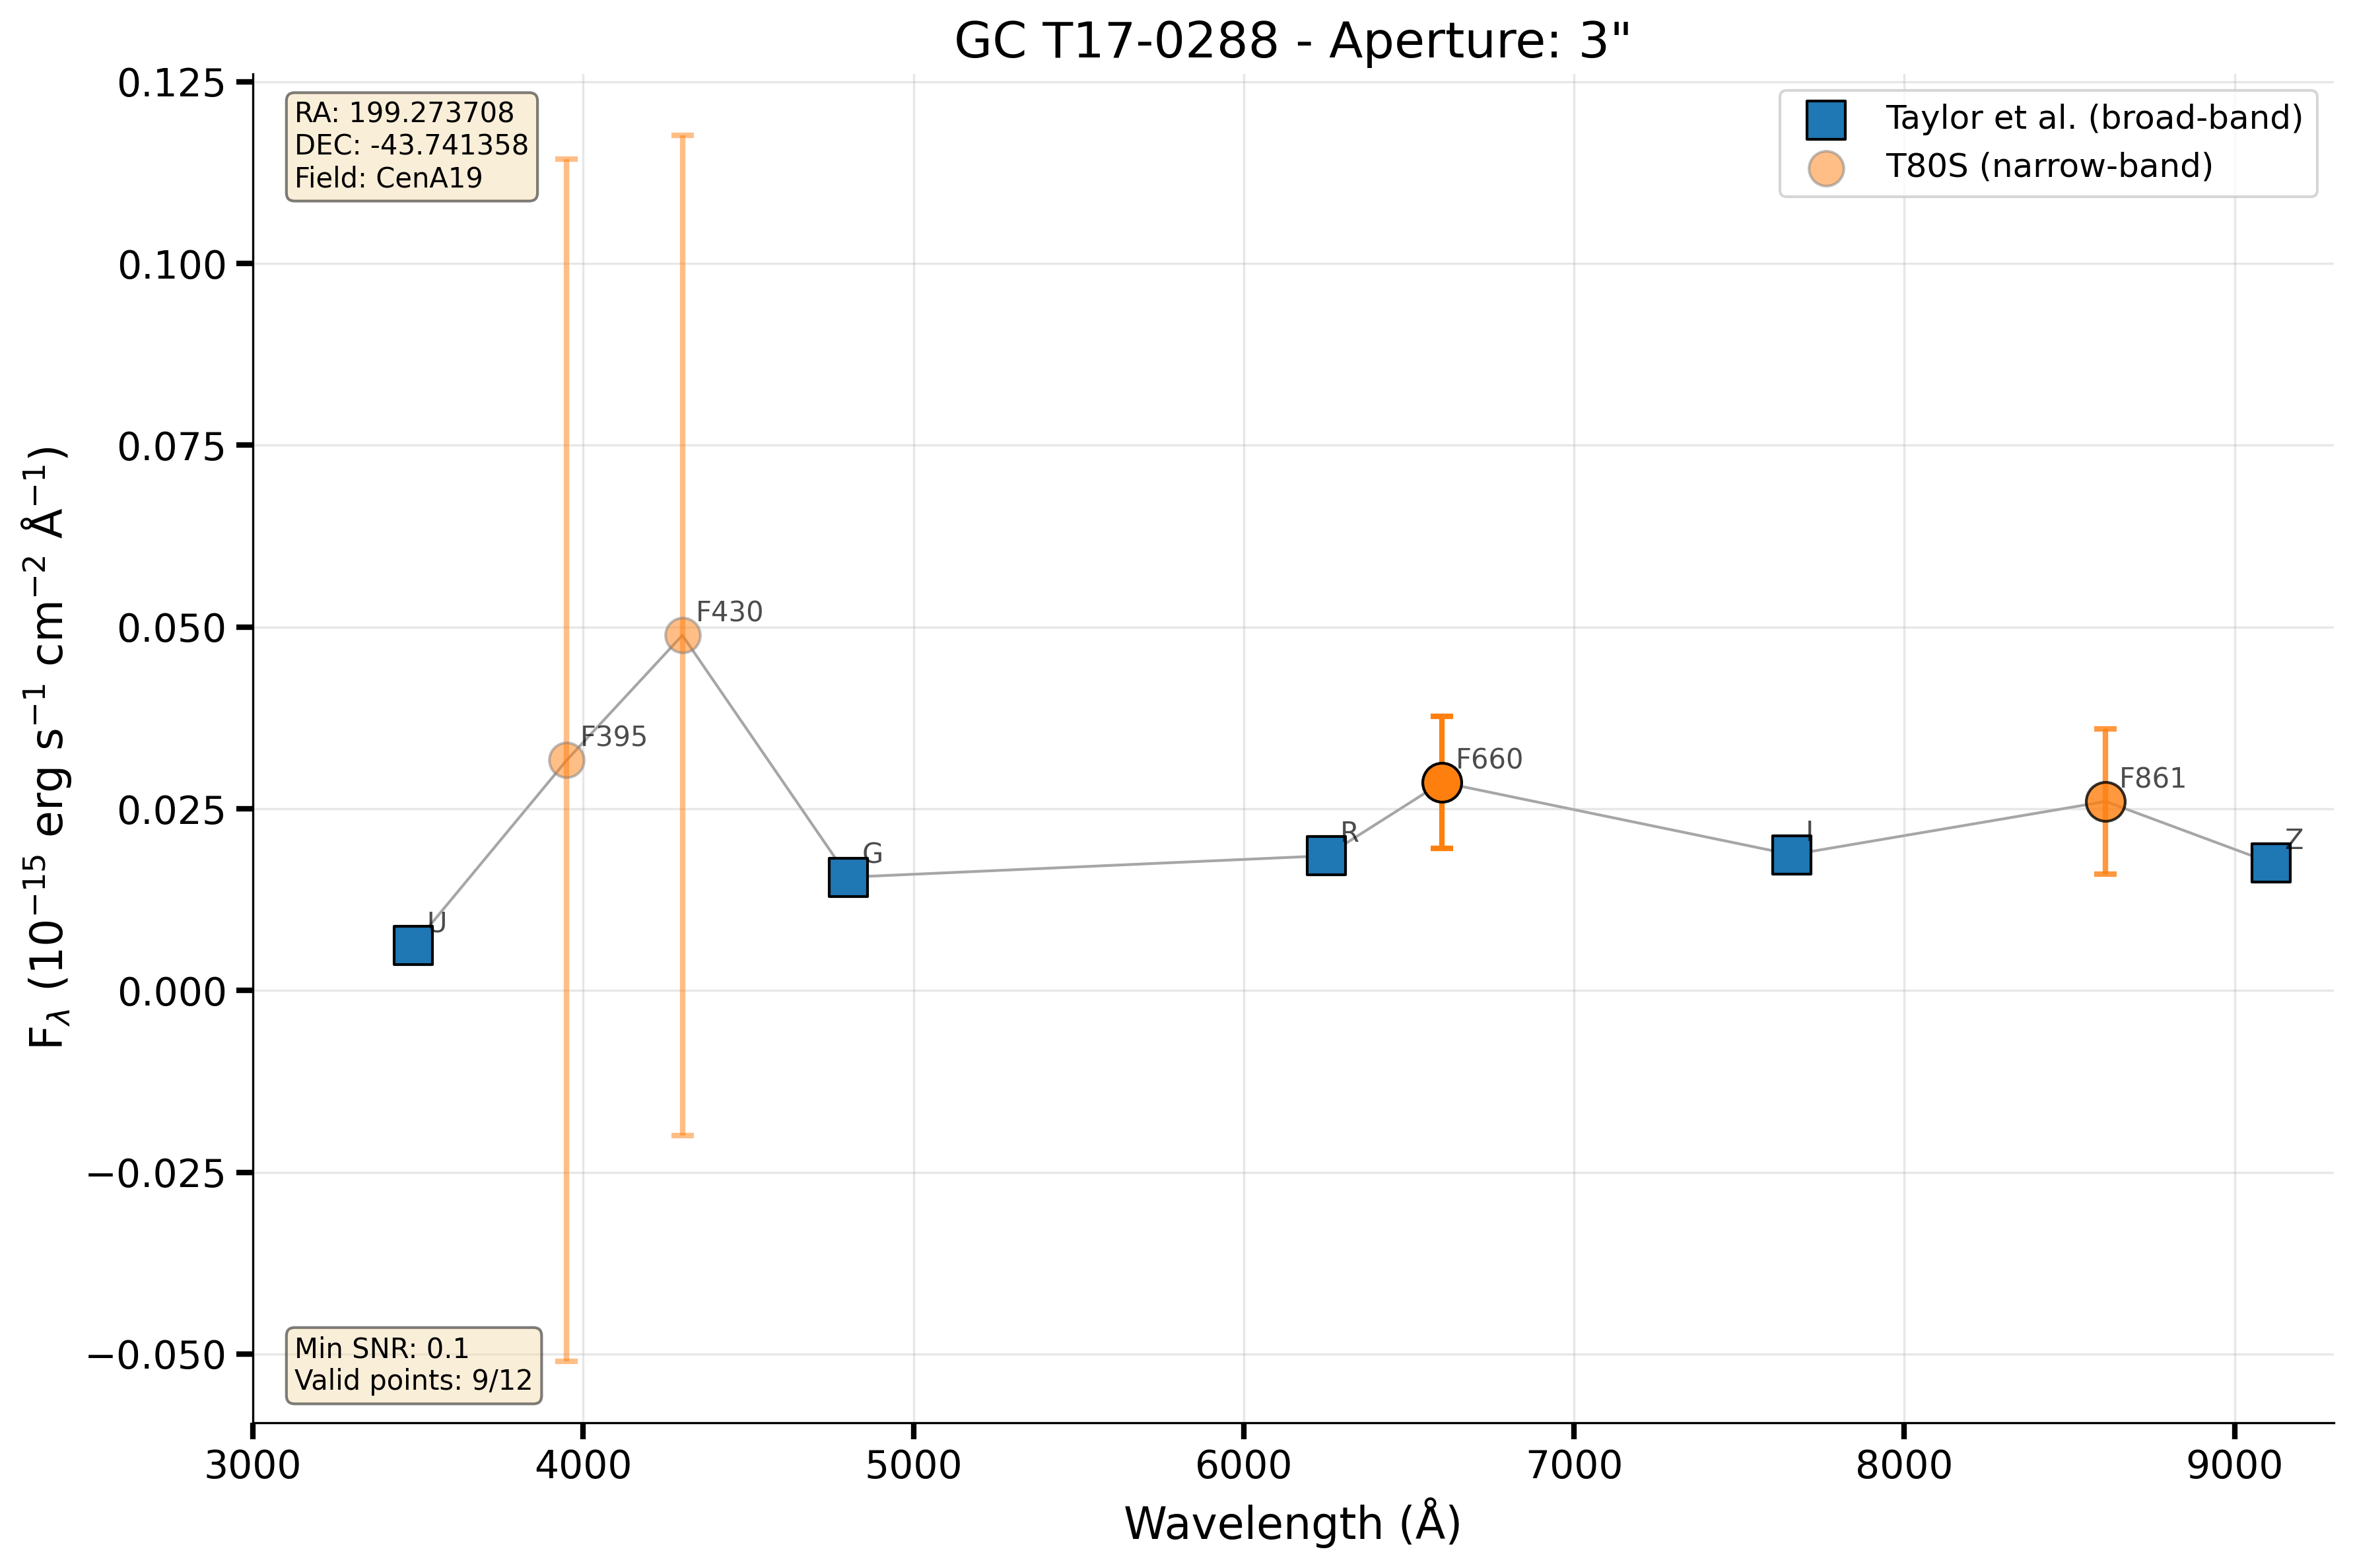 GC T17-0288 - Aperture: 3"
RA: 199.273708
DEC: -43.741358
Field: CenA19
Taylor et al. (broad-band)
T80S (narrow-band)
0.125
0.100
0.075
0.050
0.025
0.000
−0.025
−0.050
F_λ (10⁻¹⁵ erg s⁻¹ cm⁻² Å⁻¹)
U
F395
F430
G
R
F660
I
F861
Z
Min SNR: 0.1
Valid points: 9/12
3000 4000 5000 6000 7000 8000 9000
Wavelength (Å)